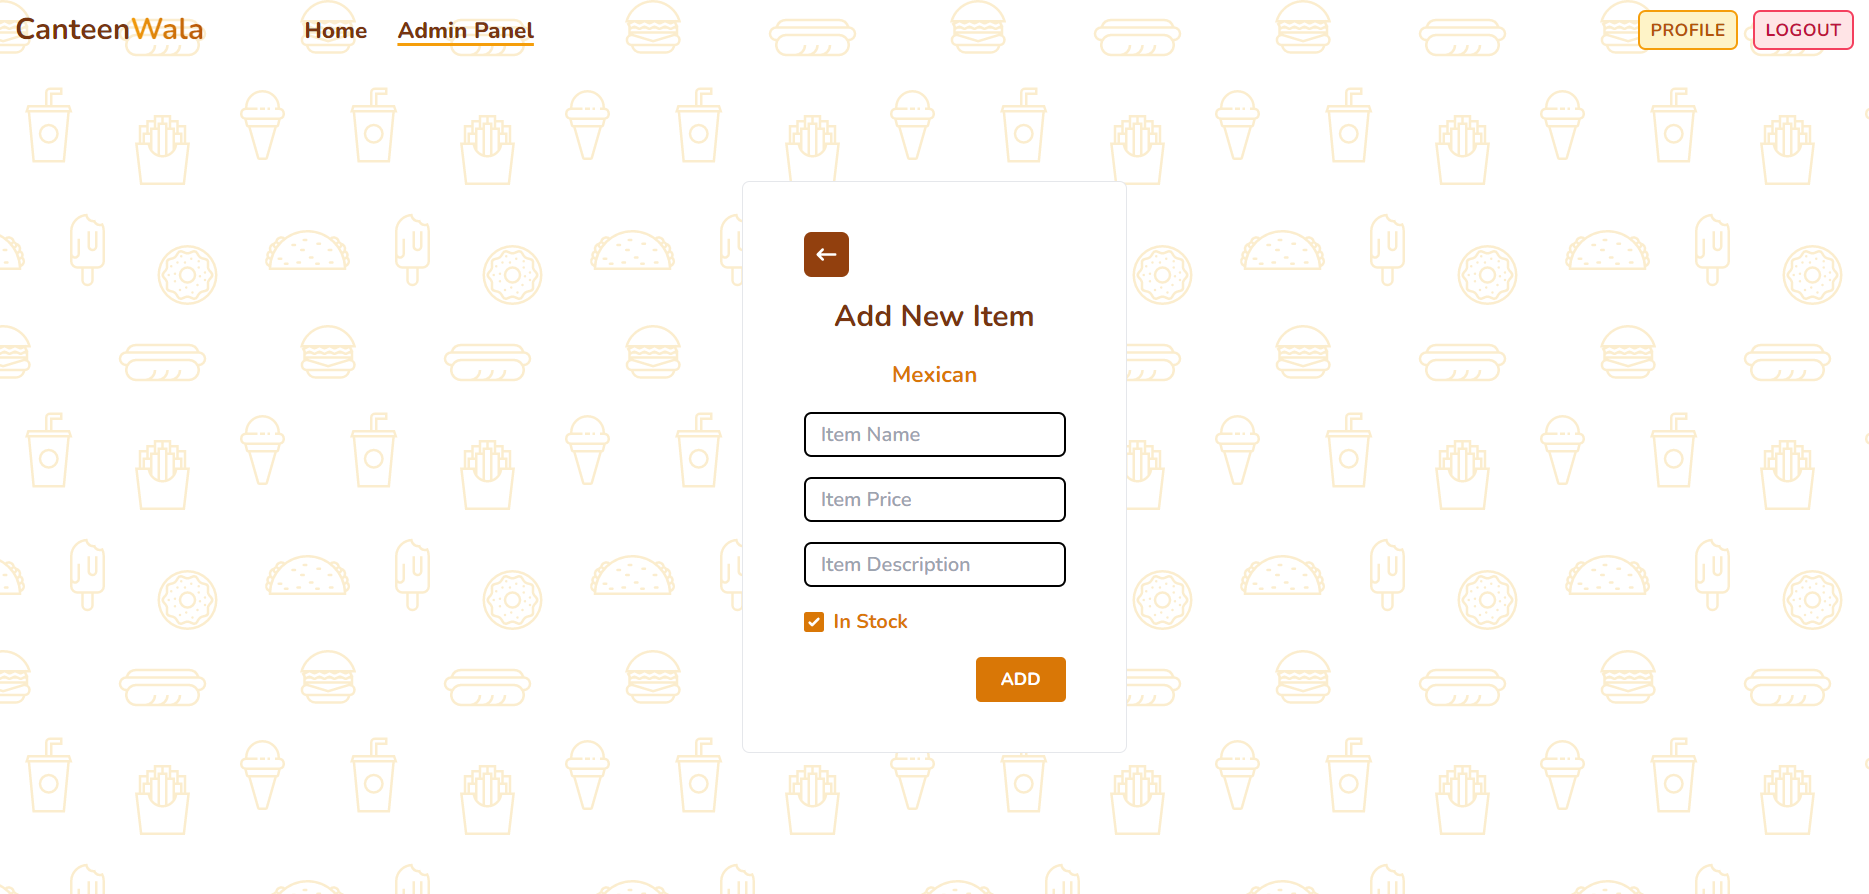 CanteenWala
Home
Admin Panel
PROFILE
LOGOUT
Add New Item
Mexican
Item Name
Item Price
Item Description
In Stock
ADD